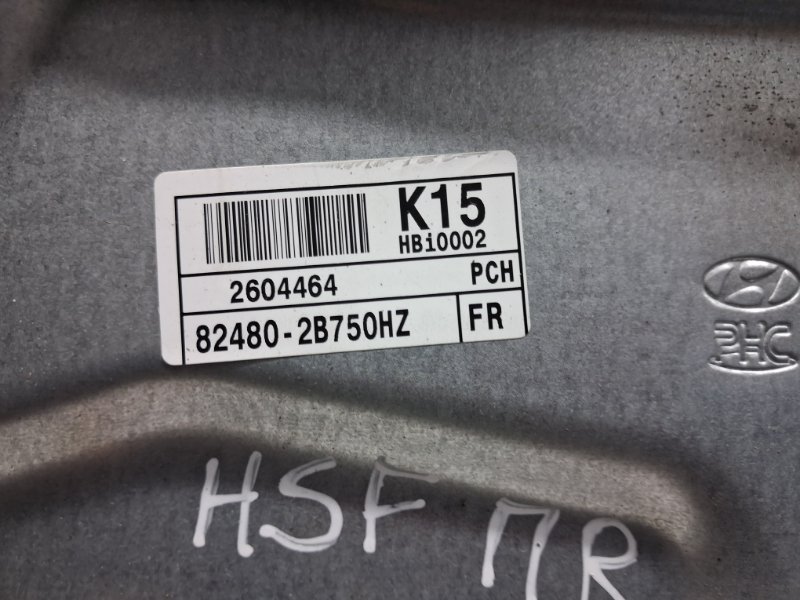 K15
HBi0002
2604464 PCH
82480-2B750HZ FR
PHC
HSF ПR